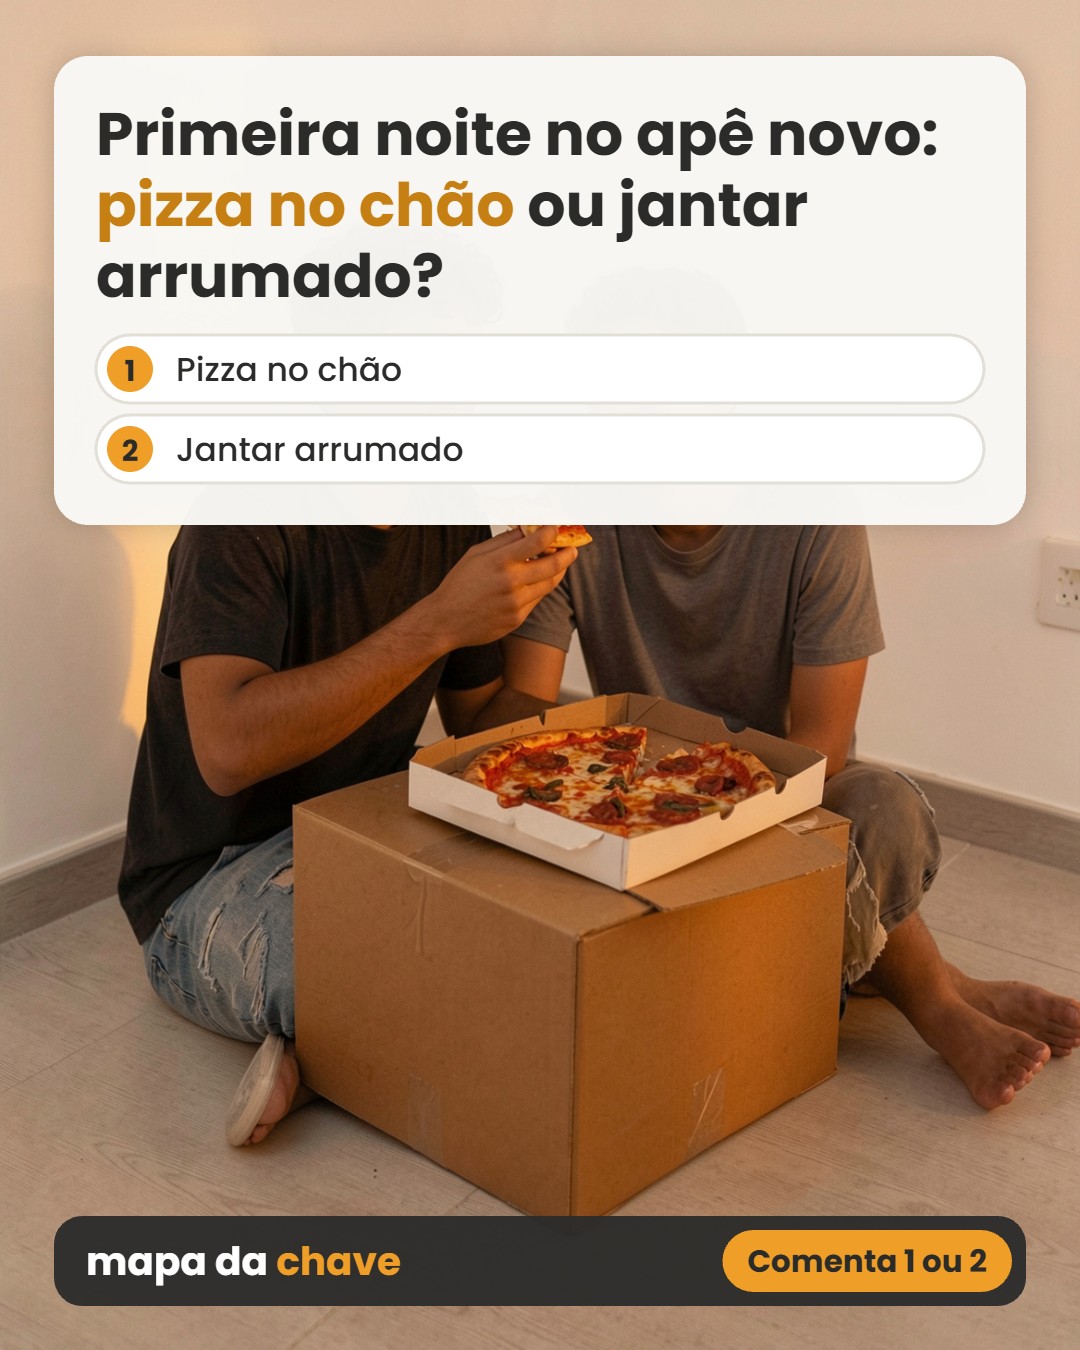 Primeira noite no apê novo:
pizza no chão ou jantar
arrumado?
1 Pizza no chão
2 Jantar arrumado
mapa da chave
Comenta 1 ou 2